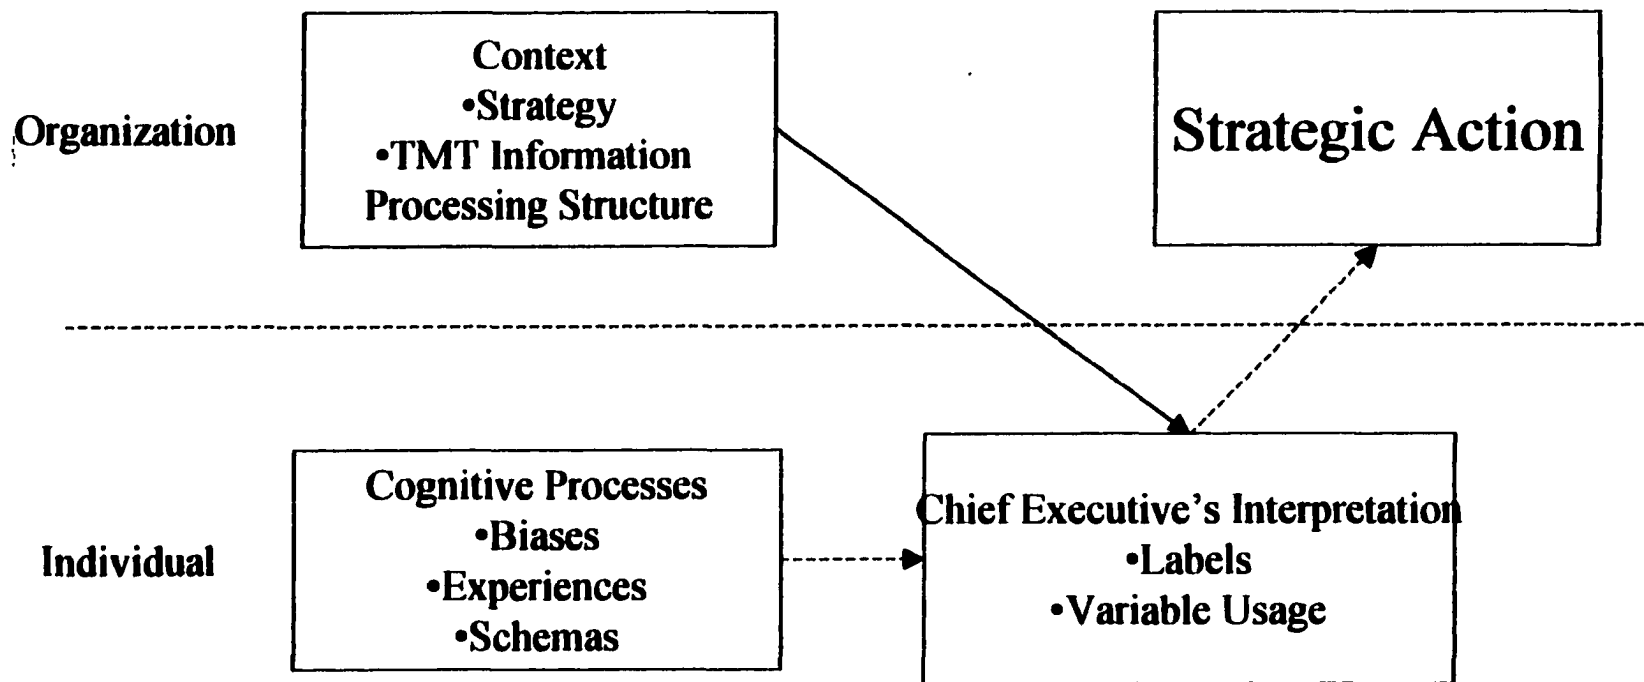 Organization
Context
•Strategy
•TMT Information
Processing Structure
Strategic Action
Individual
Cognitive Processes
•Biases
•Experiences
•Schemas
Chief Executive's Interpretation
•Labels
•Variable Usage